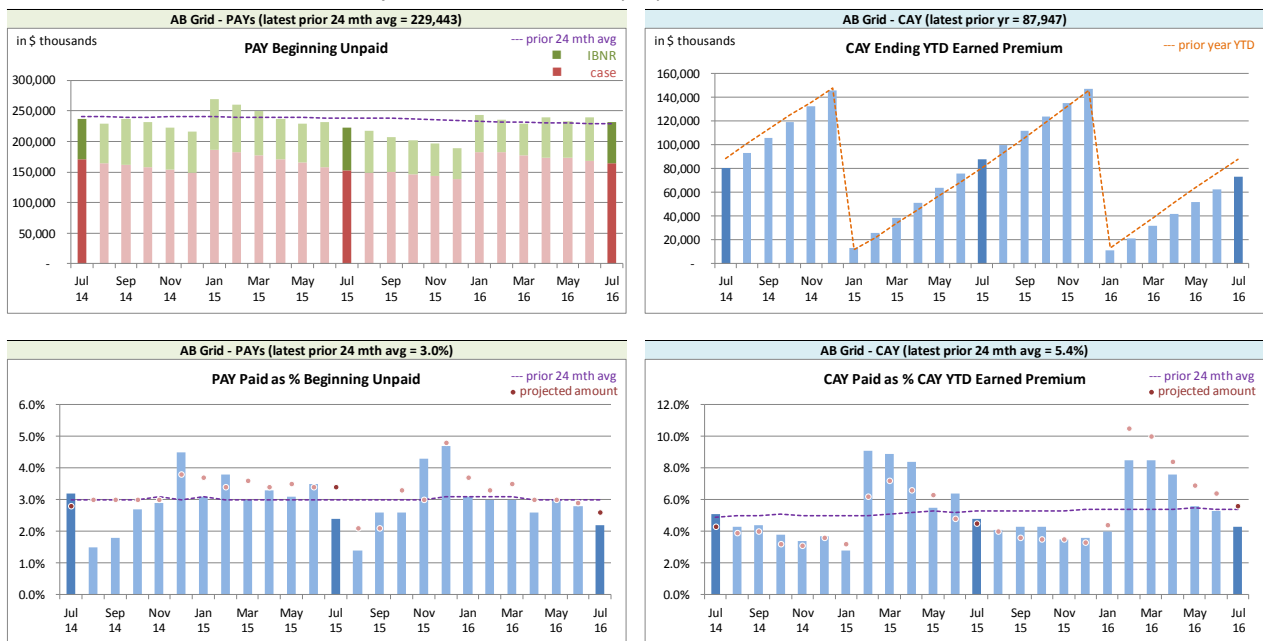 AB Grid - PAYs (latest prior 24 mth avg = 229,443)
in $ thousands
PAY Beginning Unpaid
--- prior 24 mth avg
IBNR
case
300,000
250,000
200,000
150,000
100,000
50,000
-
Jul Sep Nov Jan Mar May Jul Sep Nov Jan Mar May Jul
14 14 14 15 15 15 15 15 15 16 16 16 16
AB Grid - CAY (latest prior yr = 87,947)
in $ thousands
CAY Ending YTD Earned Premium
--- prior year YTD
160,000
140,000
120,000
100,000
80,000
60,000
40,000
20,000
-
Jul Sep Nov Jan Mar May Jul Sep Nov Jan Mar May Jul
14 14 14 15 15 15 15 15 15 16 16 16 16
AB Grid - PAYs (latest prior 24 mth avg = 3.0%)
PAY Paid as % Beginning Unpaid
--- prior 24 mth avg
• projected amount
6.0%
5.0%
4.0%
3.0%
2.0%
1.0%
0.0%
Jul Sep Nov Jan Mar May Jul Sep Nov Jan Mar May Jul
14 14 14 15 15 15 15 15 15 16 16 16 16
AB Grid - CAY (latest prior 24 mth avg = 5.4%)
CAY Paid as % CAY YTD Earned Premium
--- prior 24 mth avg
• projected amount
12.0%
10.0%
8.0%
6.0%
4.0%
2.0%
0.0%
Jul Sep Nov Jan Mar May Jul Sep Nov Jan Mar May Jul
14 14 14 15 15 15 15 15 15 16 16 16 16